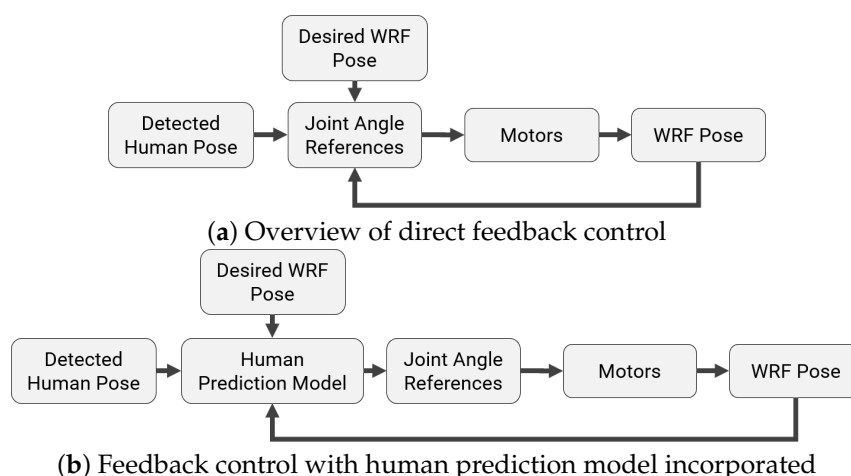 Desired WRF
Pose
Detected
Human Pose
Joint Angle
References
Motors
WRF Pose
(a) Overview of direct feedback control
Desired WRF
Pose
Detected
Human Pose
Human
Prediction Model
Joint Angle
References
Motors
WRF Pose
(b) Feedback control with human prediction model incorporated